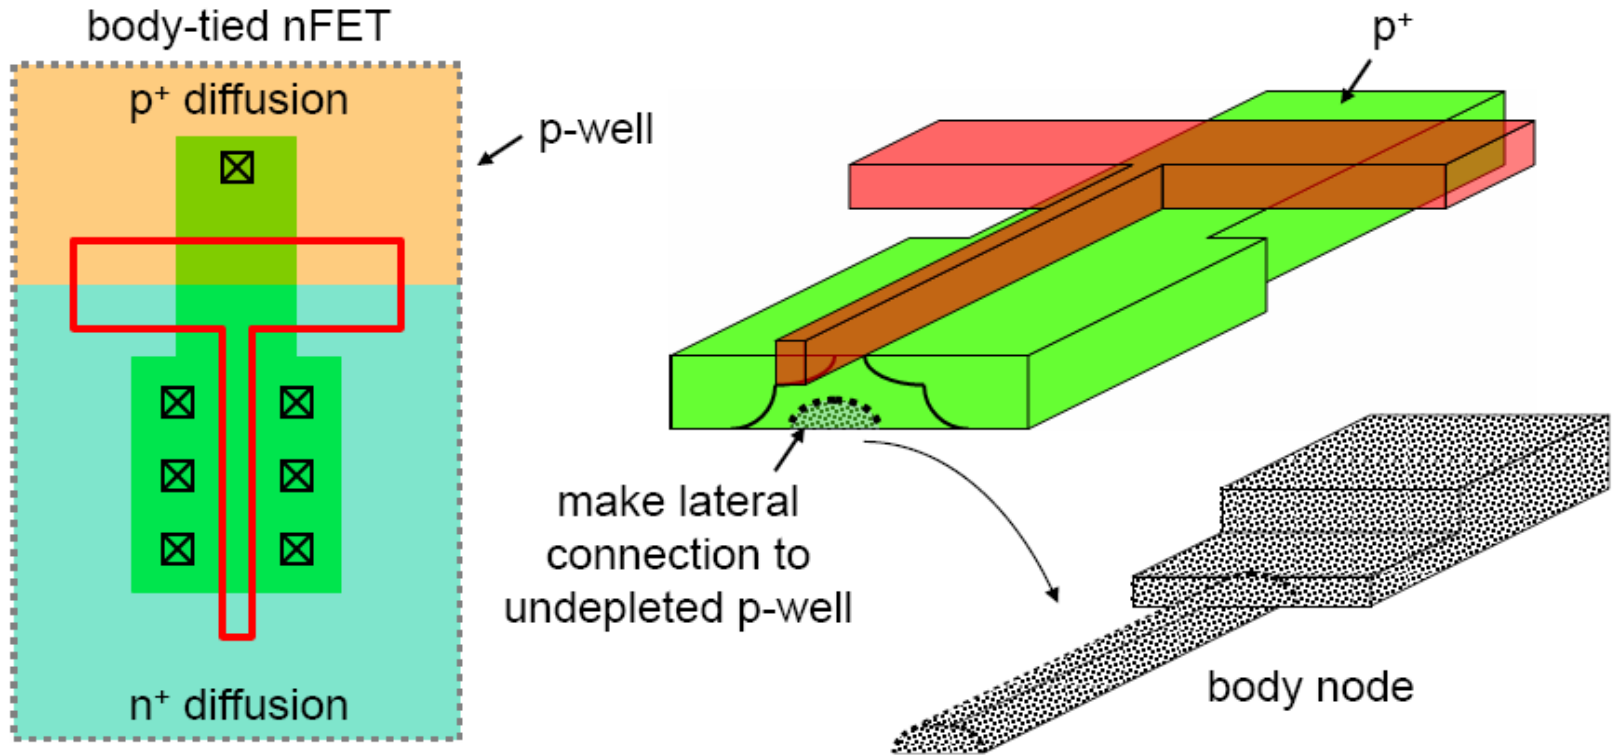 body-tied nFET
p⁺ diffusion
p-well
n⁺ diffusion
p⁺
make lateral
connection to
undepleted p-well
body node